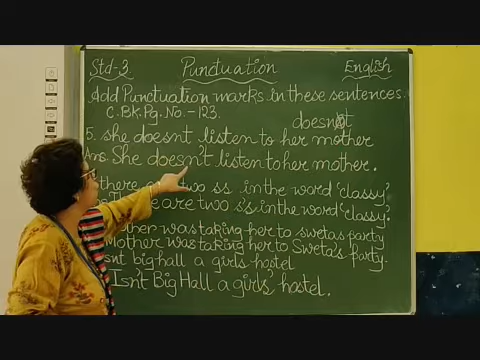 Std-3 Punctuation English
Add Punctuation marks in these sentences.
C.Bk.Pg. No. - 123.
doesn't
5. she doesnt listen to her mother
Ans. She doesn't listen to her mother.
there are two ss in the word 'classy'
There are two s's in the word 'classy'.
mother was taking her to swetas party
Mother was taking her to Sweta's party.
isnt big hall a girls hostel
Isn't Big Hall a girls' hostel.